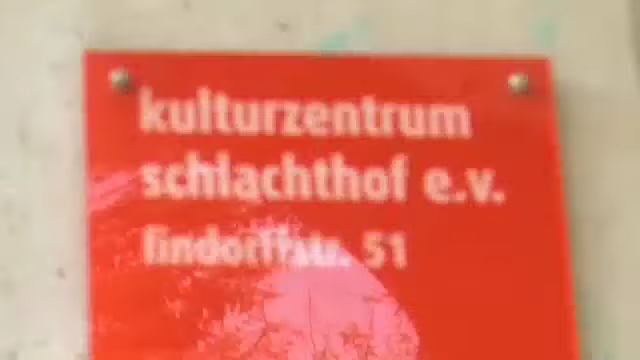 kulturzentrum
schlachthof e.v.
findorffstr. 51